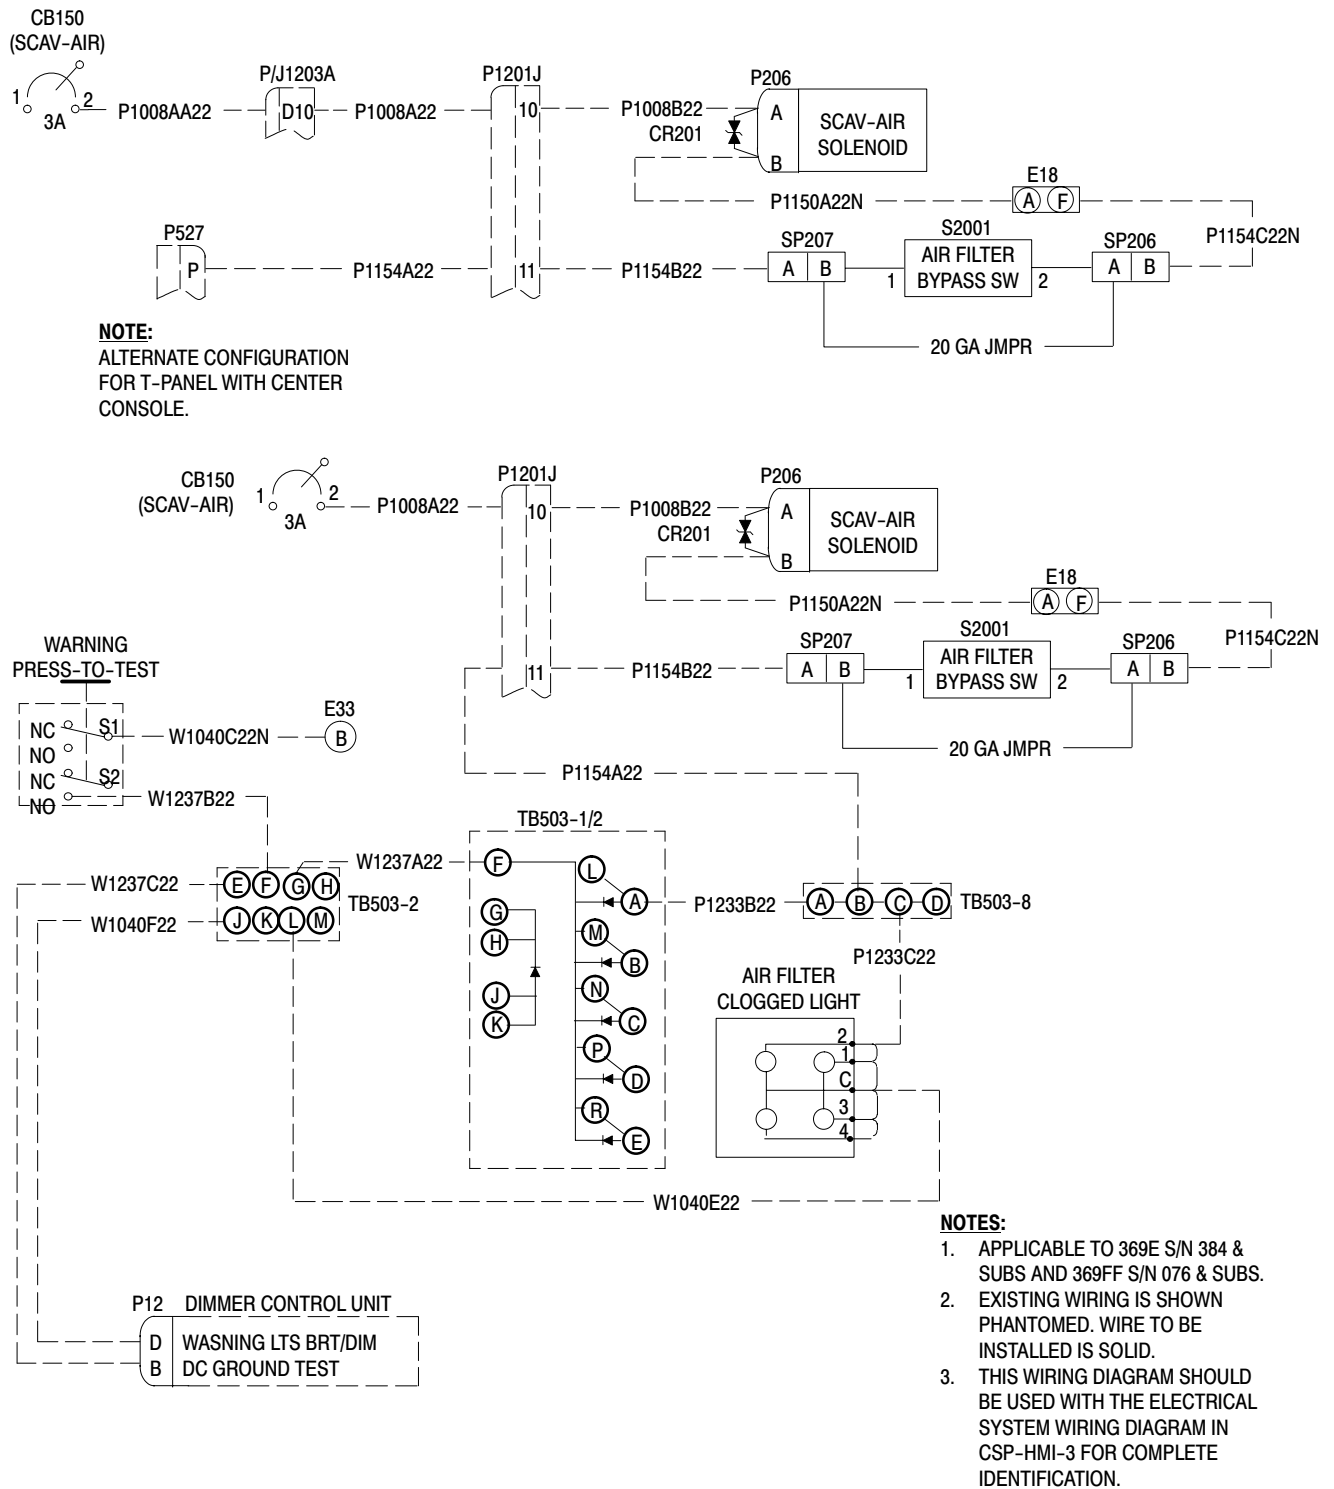 CB150
(SCAV-AIR)
1
2
3A
P1008AA22
P/J1203A
D10
P1008A22
P1201J
10
P1008B22
CR201
P206
A
B
SCAV-AIR
SOLENOID
P1150A22N
E18
A F
P1154C22N
P527
P
P1154A22
11
P1154B22
SP207
A B
1
S2001
AIR FILTER
BYPASS SW
2
SP206
A B
20 GA JMPR
NOTE:
ALTERNATE CONFIGURATION
FOR T-PANEL WITH CENTER
CONSOLE.
CB150
(SCAV-AIR)
1
2
3A
P1008A22
P1201J
10
P1008B22
CR201
P206
A
B
SCAV-AIR
SOLENOID
P1150A22N
E18
A F
P1154C22N
11
P1154B22
SP207
A B
1
S2001
AIR FILTER
BYPASS SW
2
SP206
A B
20 GA JMPR
P1154A22
WARNING
PRESS-TO-TEST
NC
S1
NO
NC
S2
NO
W1040C22N
E33
B
W1237B22
W1237C22
W1040F22
E F G H
J K L M
TB503-2
W1237A22
TB503-1/2
F
L
A
G
H
M
B
J
K
N
C
P
D
R
E
P1233B22
A B C D
TB503-8
P1233C22
AIR FILTER
CLOGGED LIGHT
2
1
C
3
4
W1040E22
P12 DIMMER CONTROL UNIT
D WASNING LTS BRT/DIM
B DC GROUND TEST
NOTES:
1. APPLICABLE TO 369E S/N 384 &
SUBS AND 369FF S/N 076 & SUBS.
2. EXISTING WIRING IS SHOWN
PHANTOMED. WIRE TO BE
INSTALLED IS SOLID.
3. THIS WIRING DIAGRAM SHOULD
BE USED WITH THE ELECTRICAL
SYSTEM WIRING DIAGRAM IN
CSP-HMI-3 FOR COMPLETE
IDENTIFICATION.